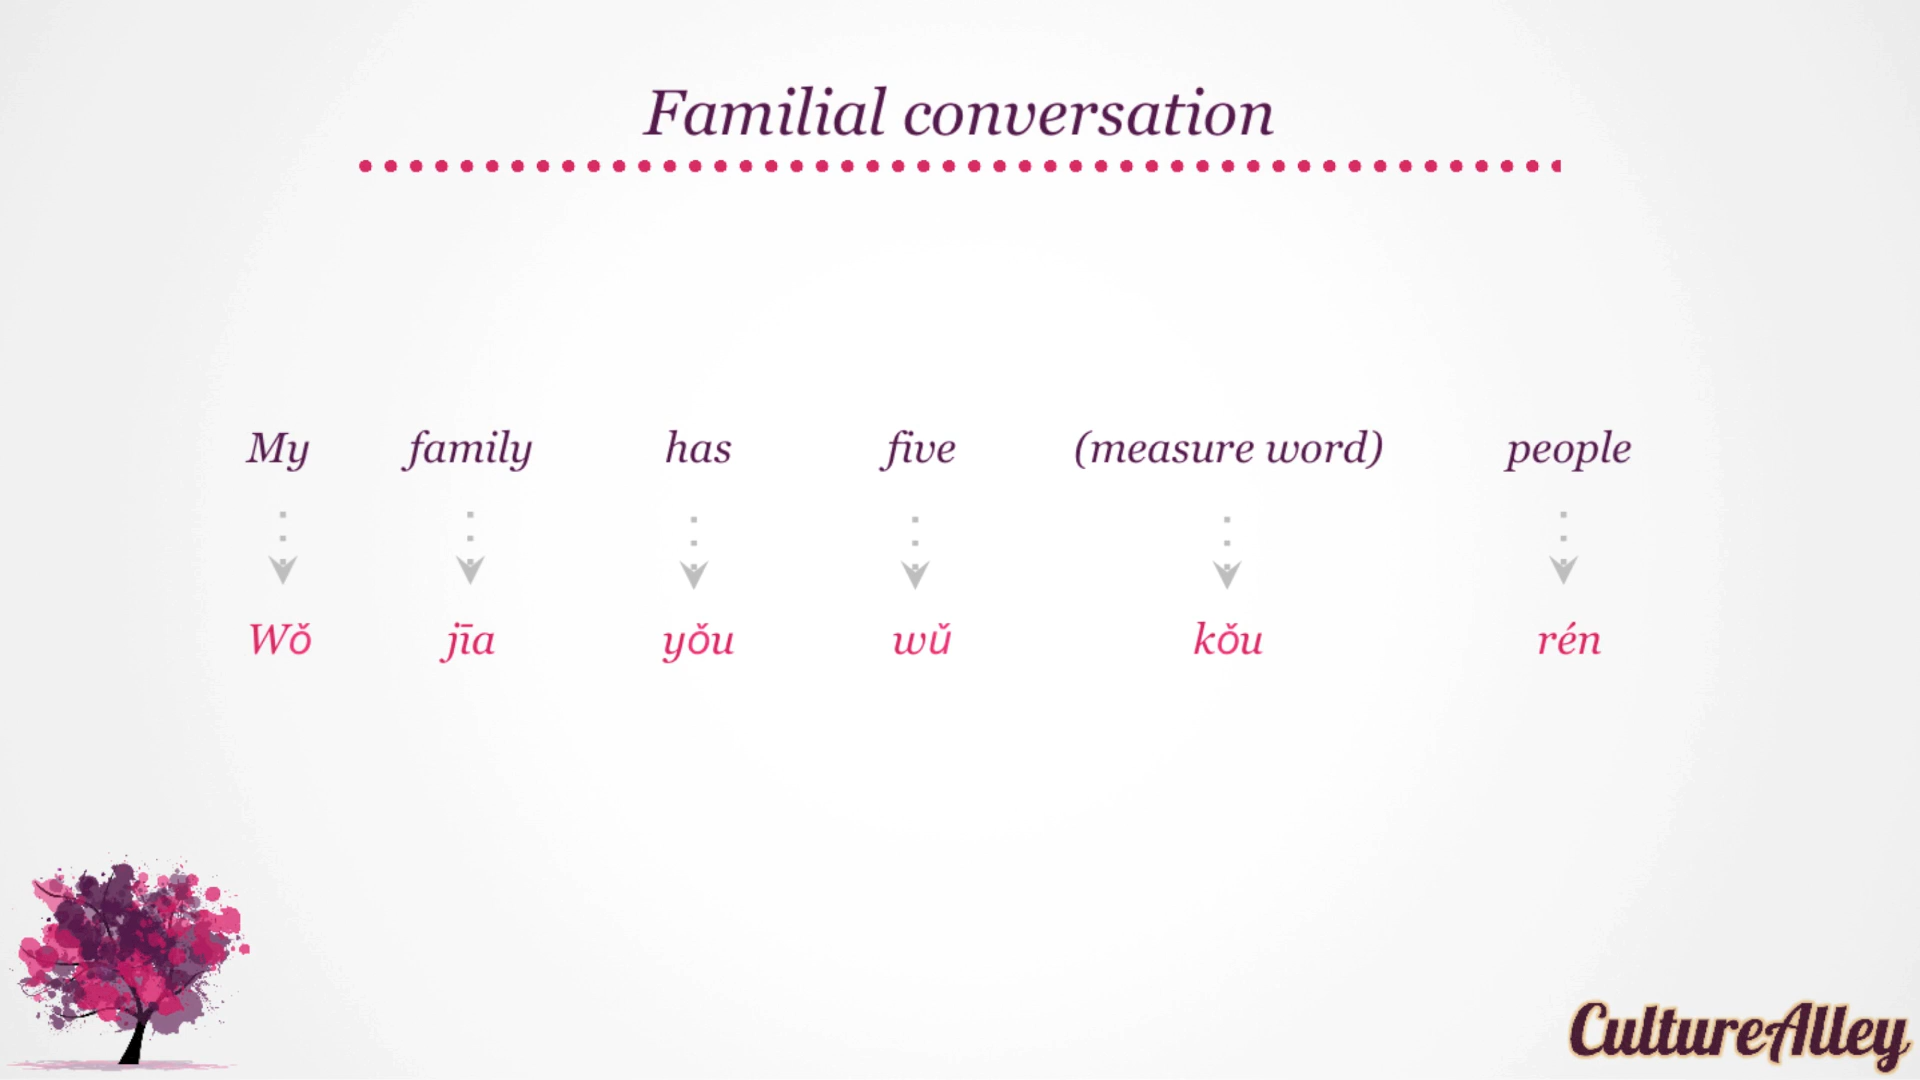 Familial conversation
My family has five (measure word) people
Wǒ jīa yǒu wǔ kǒu rén
CultureAlley